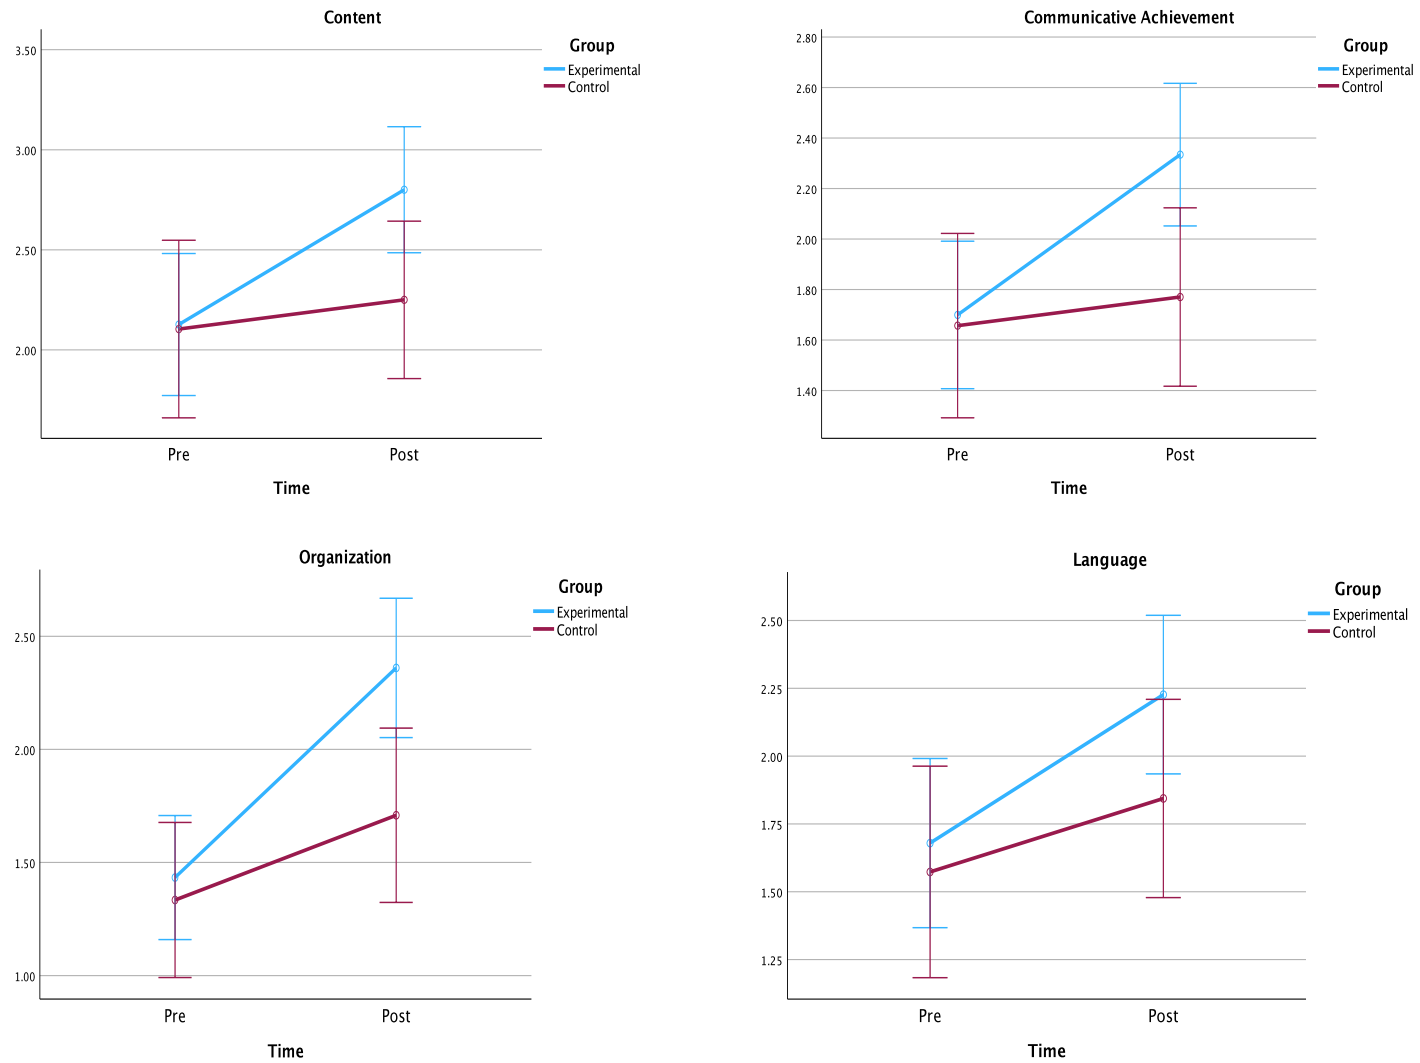 Content
Group
Experimental
Control
3.50
3.00
2.50
2.00
Pre Post
Time
Communicative Achievement
Group
Experimental
Control
2.80
2.60
2.40
2.20
2.00
1.80
1.60
1.40
Pre Post
Time
Organization
Group
Experimental
Control
2.50
2.00
1.50
1.00
Pre Post
Time
Language
Group
Experimental
Control
2.50
2.25
2.00
1.75
1.50
1.25
Pre Post
Time